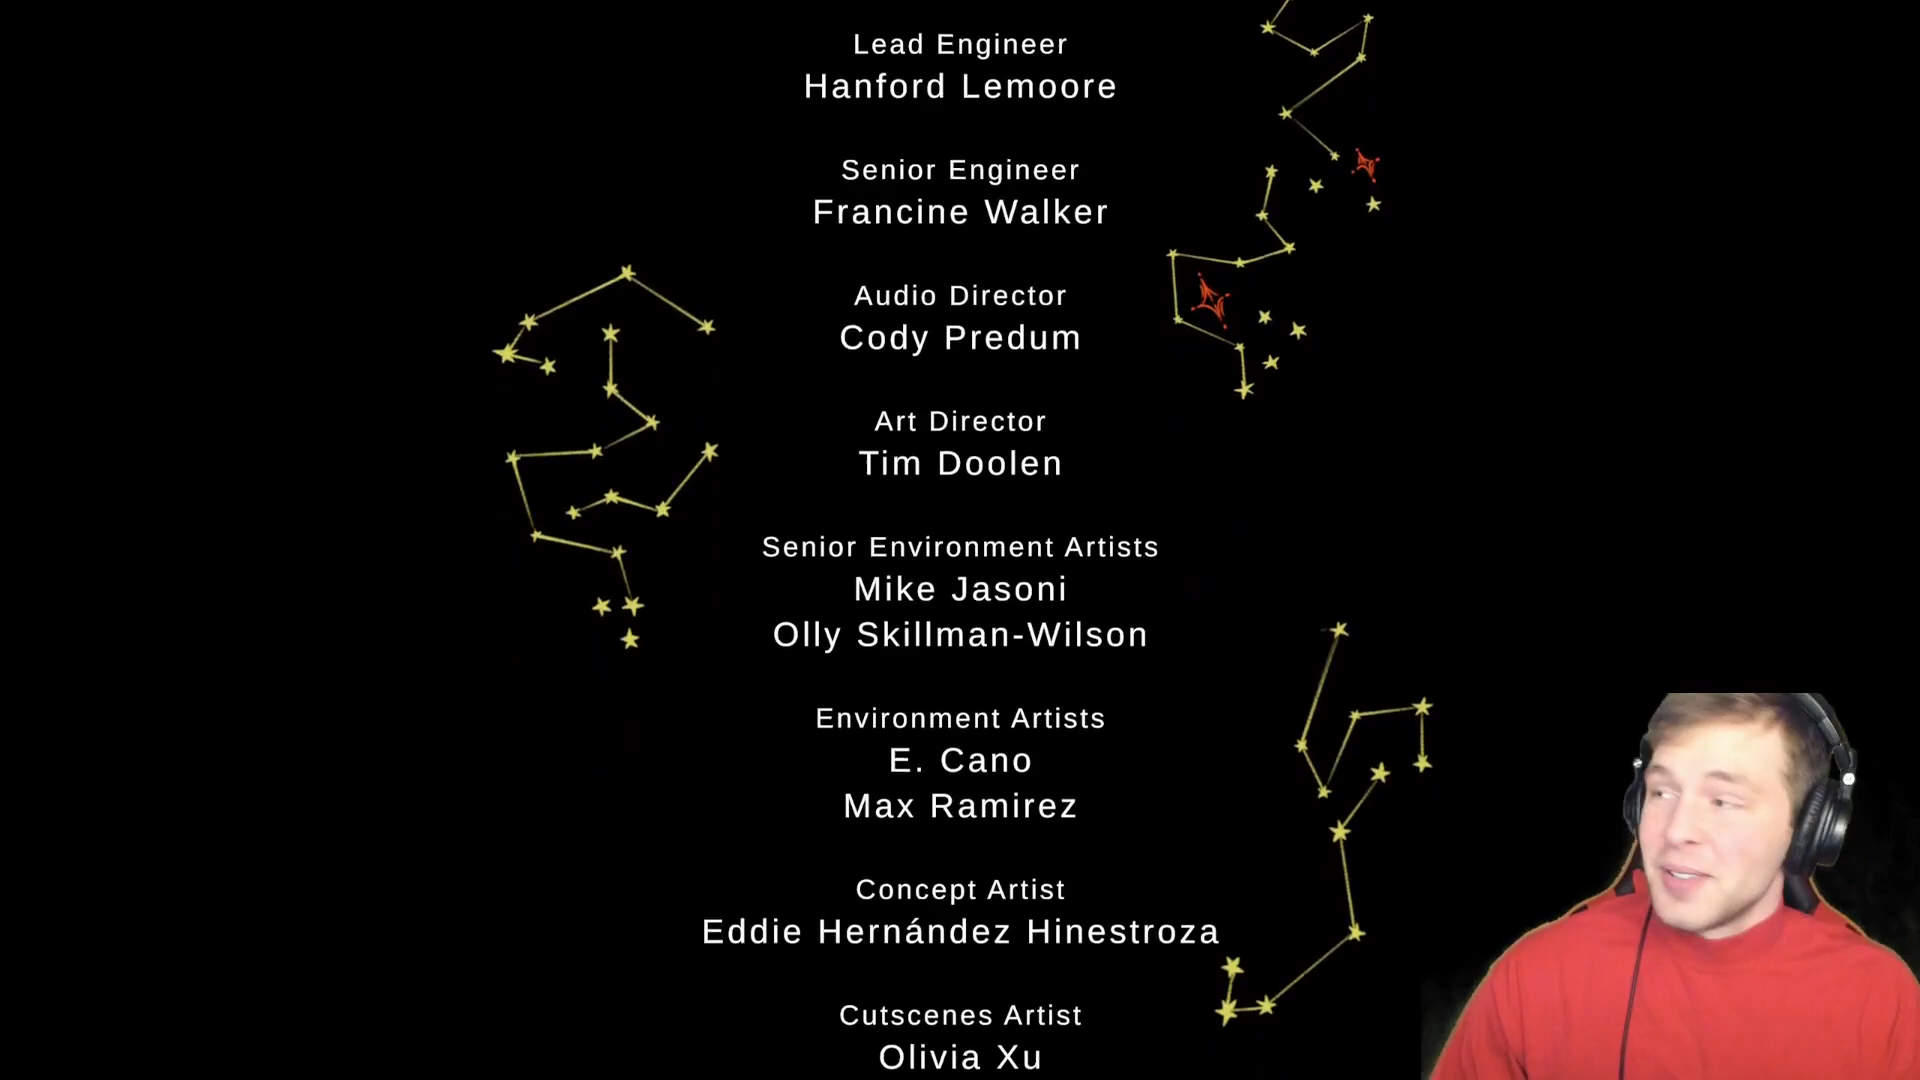 Lead Engineer
Hanford Lemoore
Senior Engineer
Francine Walker
Audio Director
Cody Predum
Art Director
Tim Doolen
Senior Environment Artists
Mike Jasoni
Olly Skillman-Wilson
Environment Artists
E. Cano
Max Ramirez
Concept Artist
Eddie Hernández Hinestroza
Cutscenes Artist
Olivia Xu